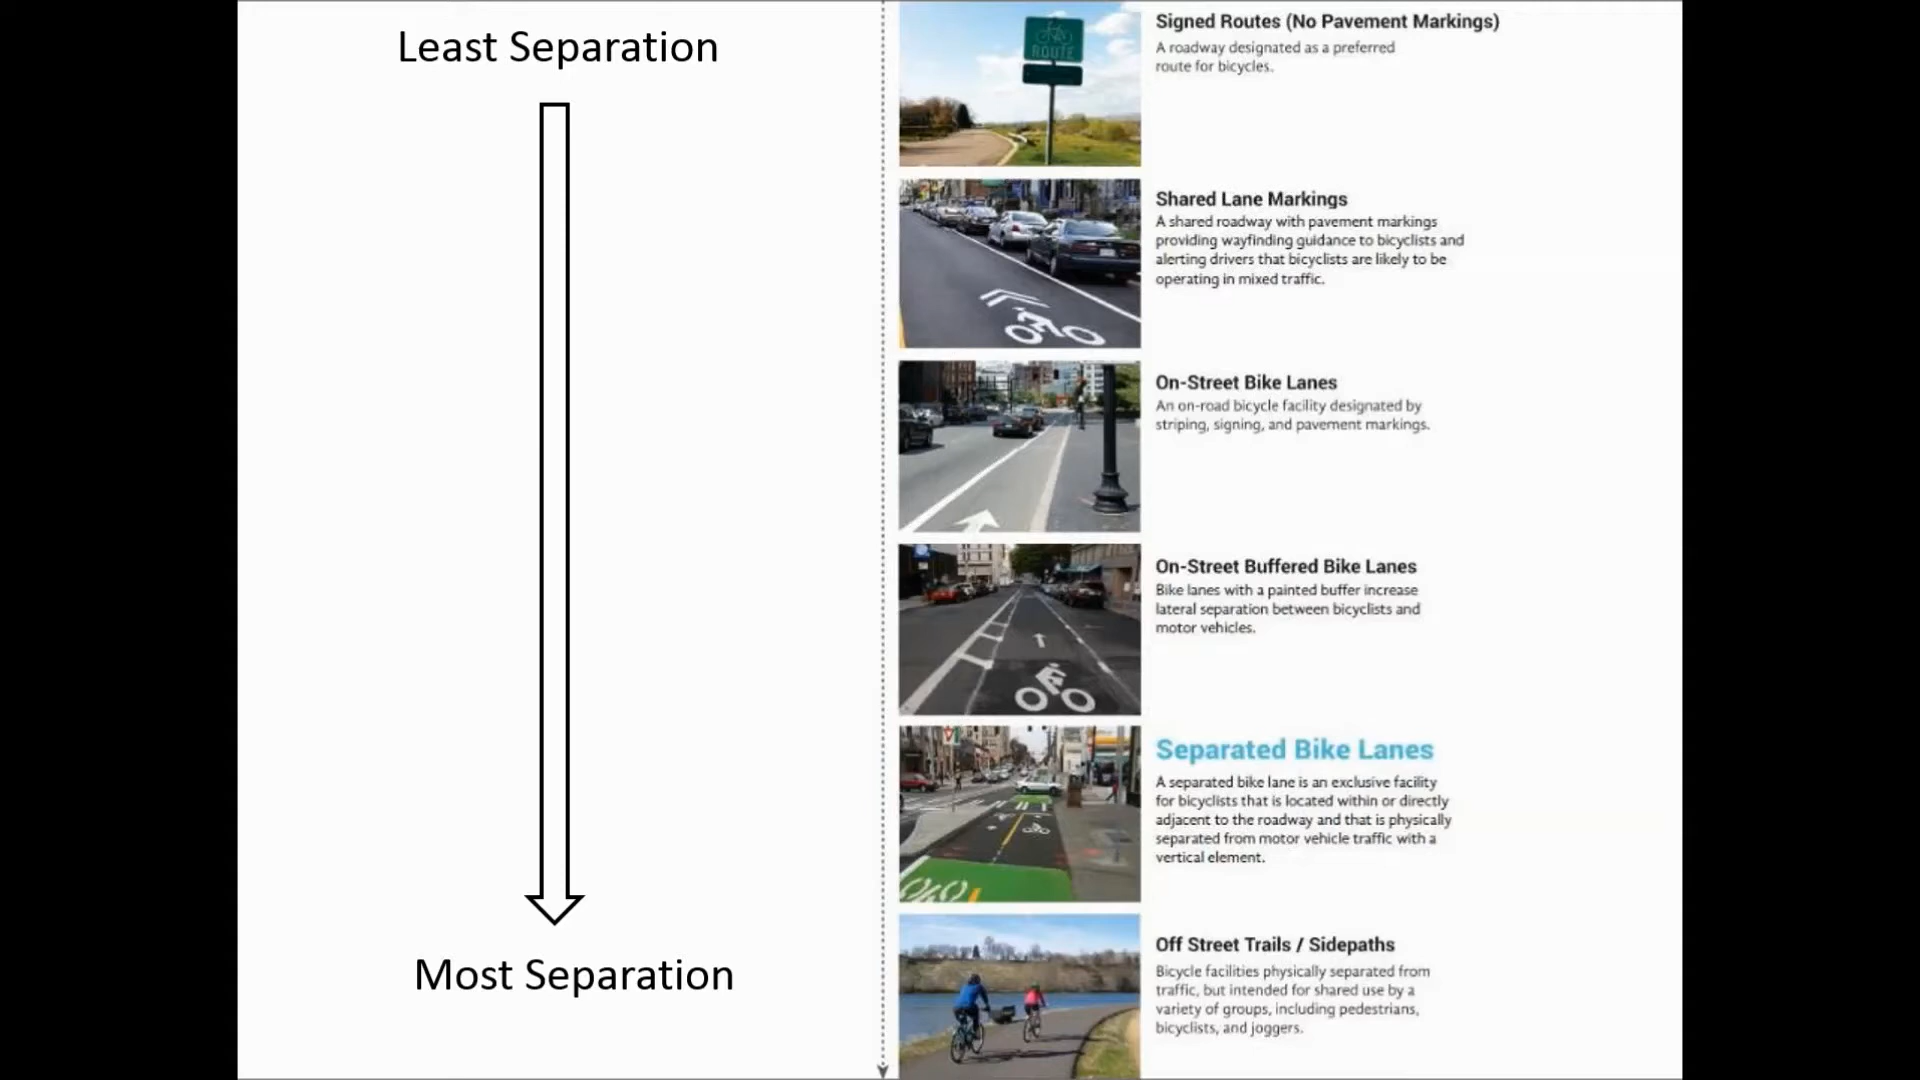 Least Separation
Most Separation
ROUTE
Signed Routes (No Pavement Markings)
A roadway designated as a preferred
route for bicycles.
Shared Lane Markings
A shared roadway with pavement markings
providing wayfinding guidance to bicyclists and
alerting drivers that bicyclists are likely to be
operating in mixed traffic.
On-Street Bike Lanes
An on-road bicycle facility designated by
striping, signing, and pavement markings.
On-Street Buffered Bike Lanes
Bike lanes with a painted buffer increase
lateral separation between bicyclists and
motor vehicles.
Separated Bike Lanes
A separated bike lane is an exclusive facility
for bicyclists that is located within or directly
adjacent to the roadway and that is physically
separated from motor vehicle traffic with a
vertical element.
Off Street Trails / Sidepaths
Bicycle facilities physically separated from
traffic, but intended for shared use by a
variety of groups, including pedestrians,
bicyclists, and joggers.